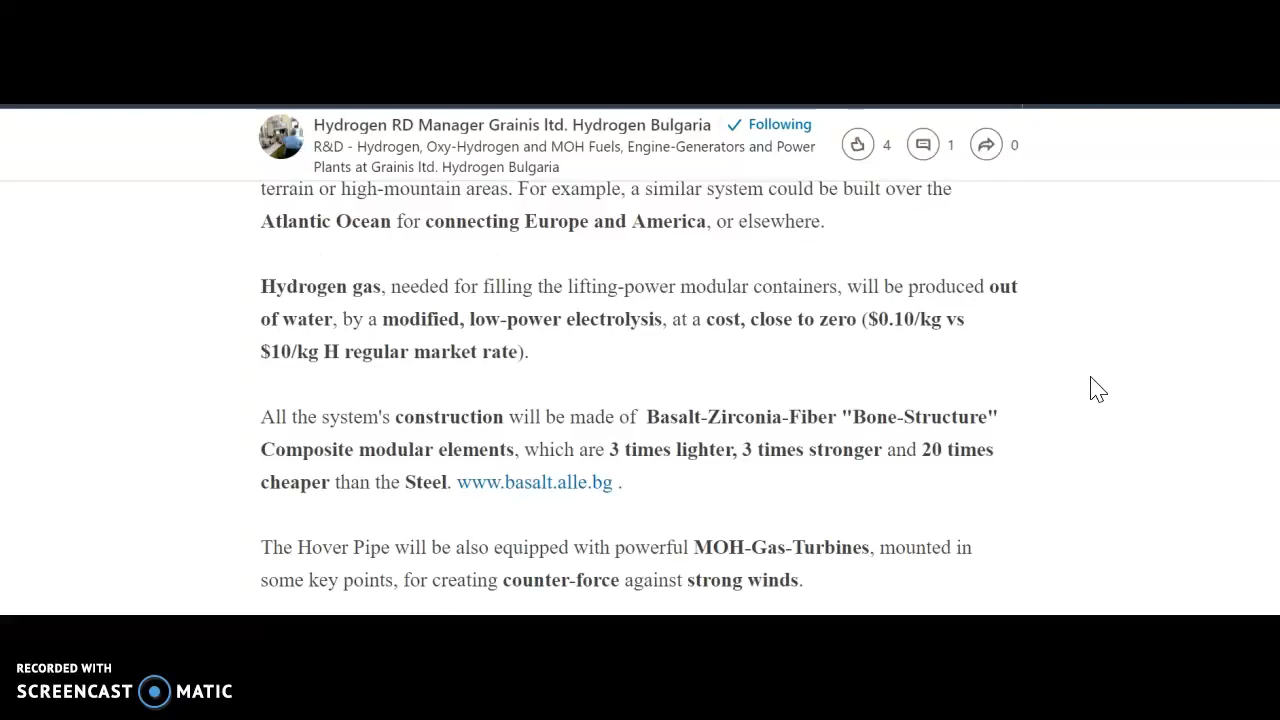 Hydrogen RD Manager Grainis ltd. Hydrogen Bulgaria Following
R&D - Hydrogen, Oxy-Hydrogen and MOH Fuels, Engine-Generators and Power
Plants at Grainis ltd. Hydrogen Bulgaria
4 1 0
terrain or high-mountain areas. For example, a similar system could be built over the
Atlantic Ocean for connecting Europe and America, or elsewhere.
Hydrogen gas, needed for filling the lifting-power modular containers, will be produced out
of water, by a modified, low-power electrolysis, at a cost, close to zero ($0.10/kg vs
$10/kg H regular market rate).
All the system's construction will be made of Basalt-Zirconia-Fiber "Bone-Structure"
Composite modular elements, which are 3 times lighter, 3 times stronger and 20 times
cheaper than the Steel. www.basalt.alle.bg .
The Hover Pipe will be also equipped with powerful MOH-Gas-Turbines, mounted in
some key points, for creating counter-force against strong winds.
RECORDED WITH
SCREENCAST MATIC